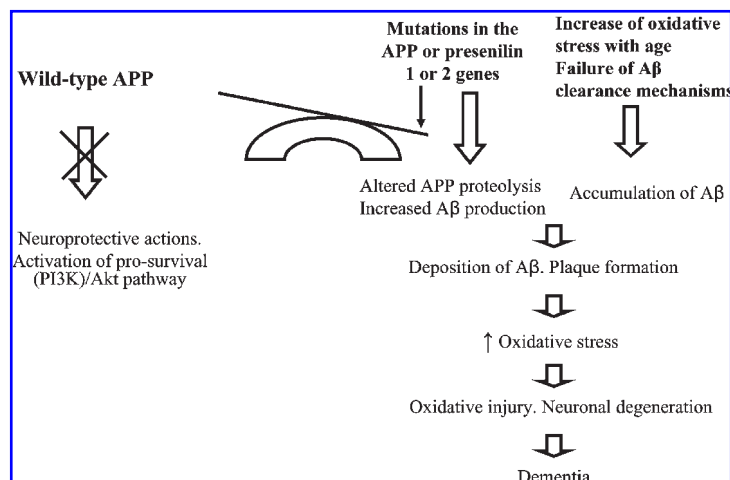 Wild-type APP
Neuroprotective actions.
Activation of pro-survival
(PI3K)/Akt pathway
Mutations in the
APP or presenilin
1 or 2 genes
Increase of oxidative
stress with age
Failure of Aβ
clearance mechanisms
Altered APP proteolysis
Increased Aβ production
Accumulation of Aβ
Deposition of Aβ. Plaque formation
↑ Oxidative stress
Oxidative injury. Neuronal degeneration
Dementia